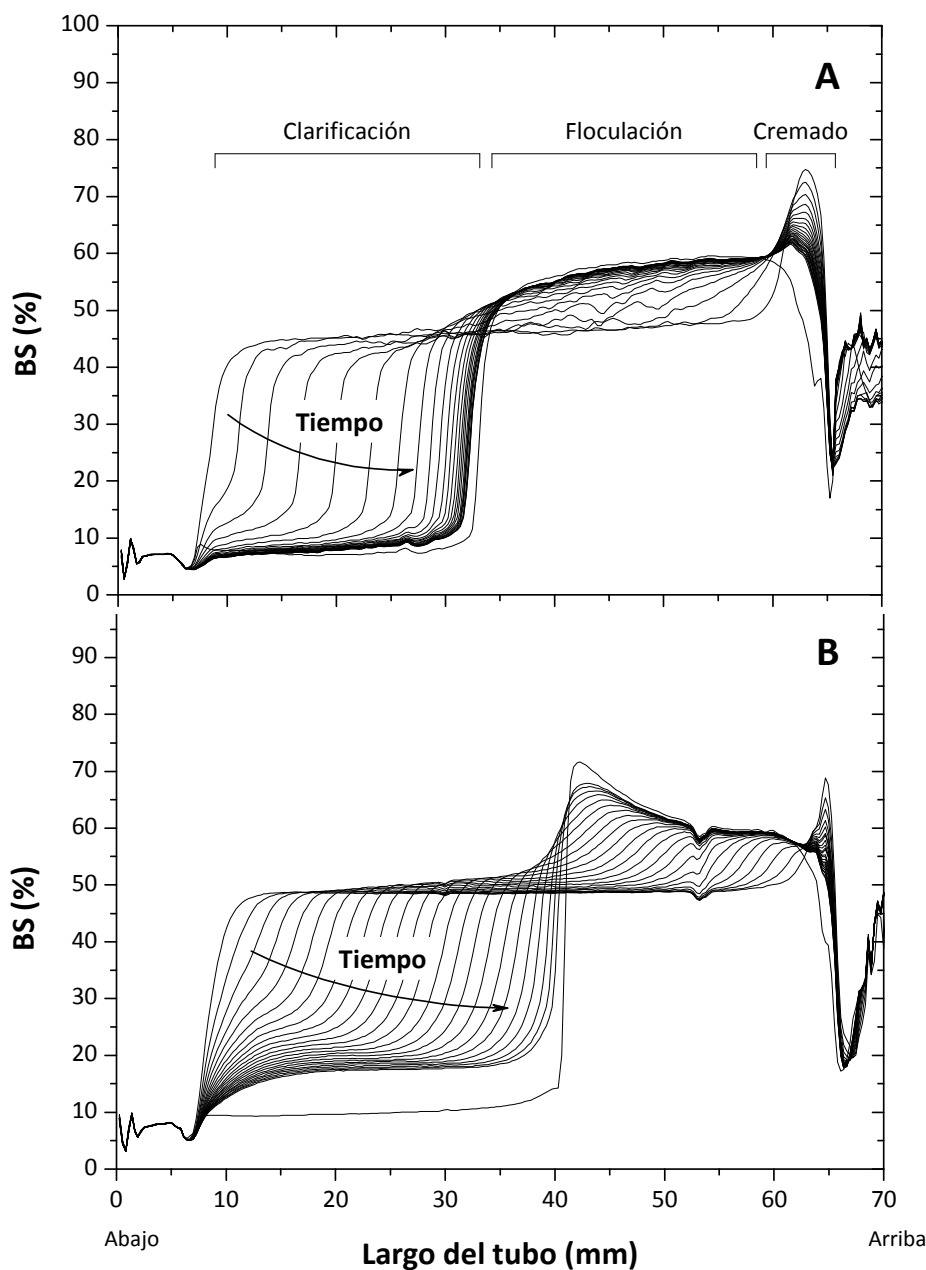 100
A
90
Clarificación Floculación Cremado
80
70
60
BS (%)
50
40
Tiempo
30
20
10
0
B
90
80
70
60
BS (%)
50
40
Tiempo
30
20
10
0
0 10 20 30 40 50 60 70
Abajo Arriba
Largo del tubo (mm)